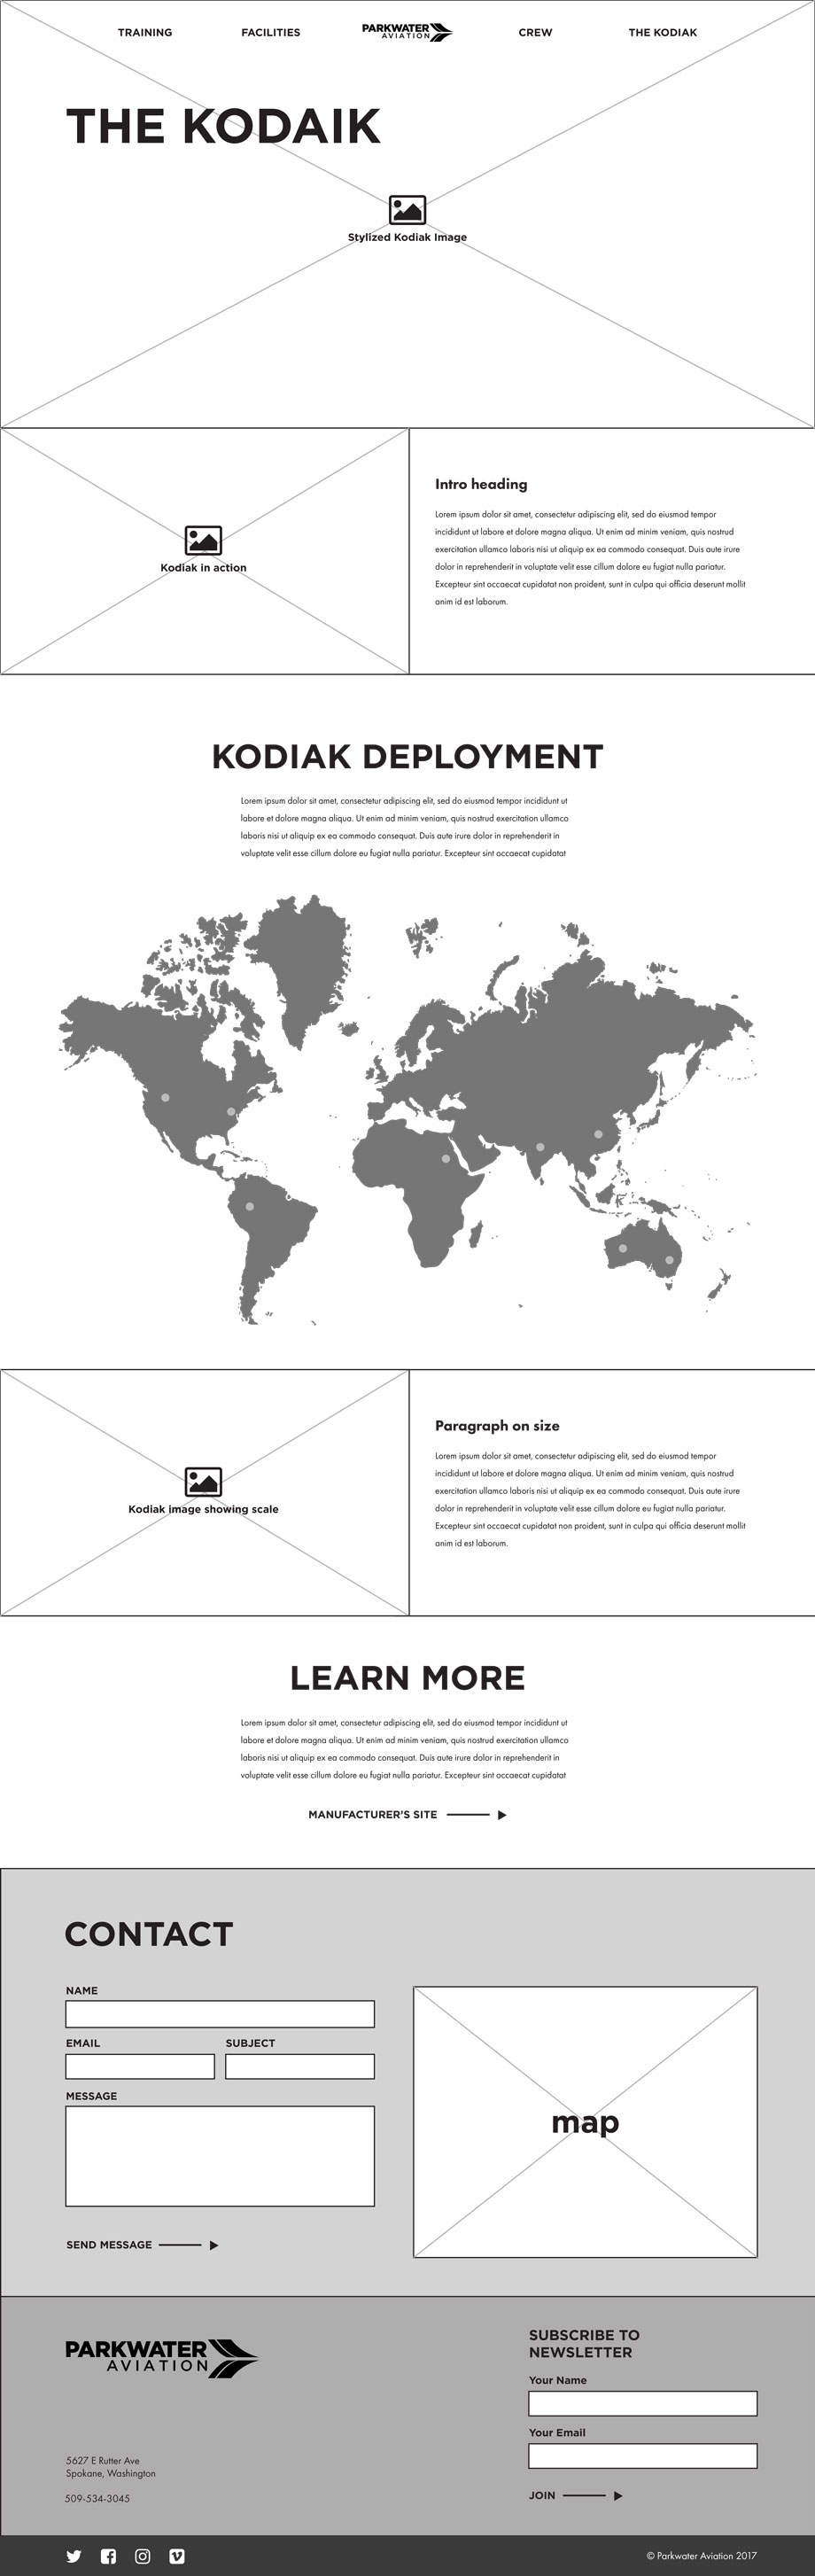 TRAINING FACILITIES PARKWATER AVIATION CREW THE KODIAK
THE KODAIK
Stylized Kodiak Image
Kodiak in action
Intro heading
Lorem ipsum dolor sit amet, consectetur adipiscing elit, sed do eiusmod tempor
incididunt ut labore et dolore magna aliqua. Ut enim ad minim veniam, quis nostrud
exercitation ullamco laboris nisi ut aliquip ex ea commodo consequat. Duis aute irure
dolor in reprehenderit in voluptate velit esse cillum dolore eu fugiat nulla pariatur.
Excepteur sint occaecat cupidatat non proident, sunt in culpa qui officia deserunt mollit
anim id est laborum.
KODIAK DEPLOYMENT
Lorem ipsum dolor sit amet, consectetur adipiscing elit, sed do eiusmod tempor incididunt ut
labore et dolore magna aliqua. Ut enim ad minim veniam, quis nostrud exercitation ullamco
laboris nisi ut aliquip ex ea commodo consequat. Duis aute irure dolor in reprehenderit in
voluptate velit esse cillum dolore eu fugiat nulla pariatur. Excepteur sint occaecat cupidatat
Kodiak image showing scale
Paragraph on size
Lorem ipsum dolor sit amet, consectetur adipiscing elit, sed do eiusmod tempor
incididunt ut labore et dolore magna aliqua. Ut enim ad minim veniam, quis nostrud
exercitation ullamco laboris nisi ut aliquip ex ea commodo consequat. Duis aute irure
dolor in reprehenderit in voluptate velit esse cillum dolore eu fugiat nulla pariatur.
Excepteur sint occaecat cupidatat non proident, sunt in culpa qui officia deserunt mollit
anim id est laborum.
LEARN MORE
Lorem ipsum dolor sit amet, consectetur adipiscing elit, sed do eiusmod tempor incididunt ut
labore et dolore magna aliqua. Ut enim ad minim veniam, quis nostrud exercitation ullamco
laboris nisi ut aliquip ex ea commodo consequat. Duis aute irure dolor in reprehenderit in
voluptate velit esse cillum dolore eu fugiat nulla pariatur. Excepteur sint occaecat cupidatat
MANUFACTURER'S SITE
CONTACT
NAME
EMAIL SUBJECT
MESSAGE
SEND MESSAGE
map
PARKWATER
AVIATION
5627 E Rutter Ave
Spokane, Washington
509-534-3045
SUBSCRIBE TO
NEWSLETTER
Your Name
Your Email
JOIN
© Parkwater Aviation 2017